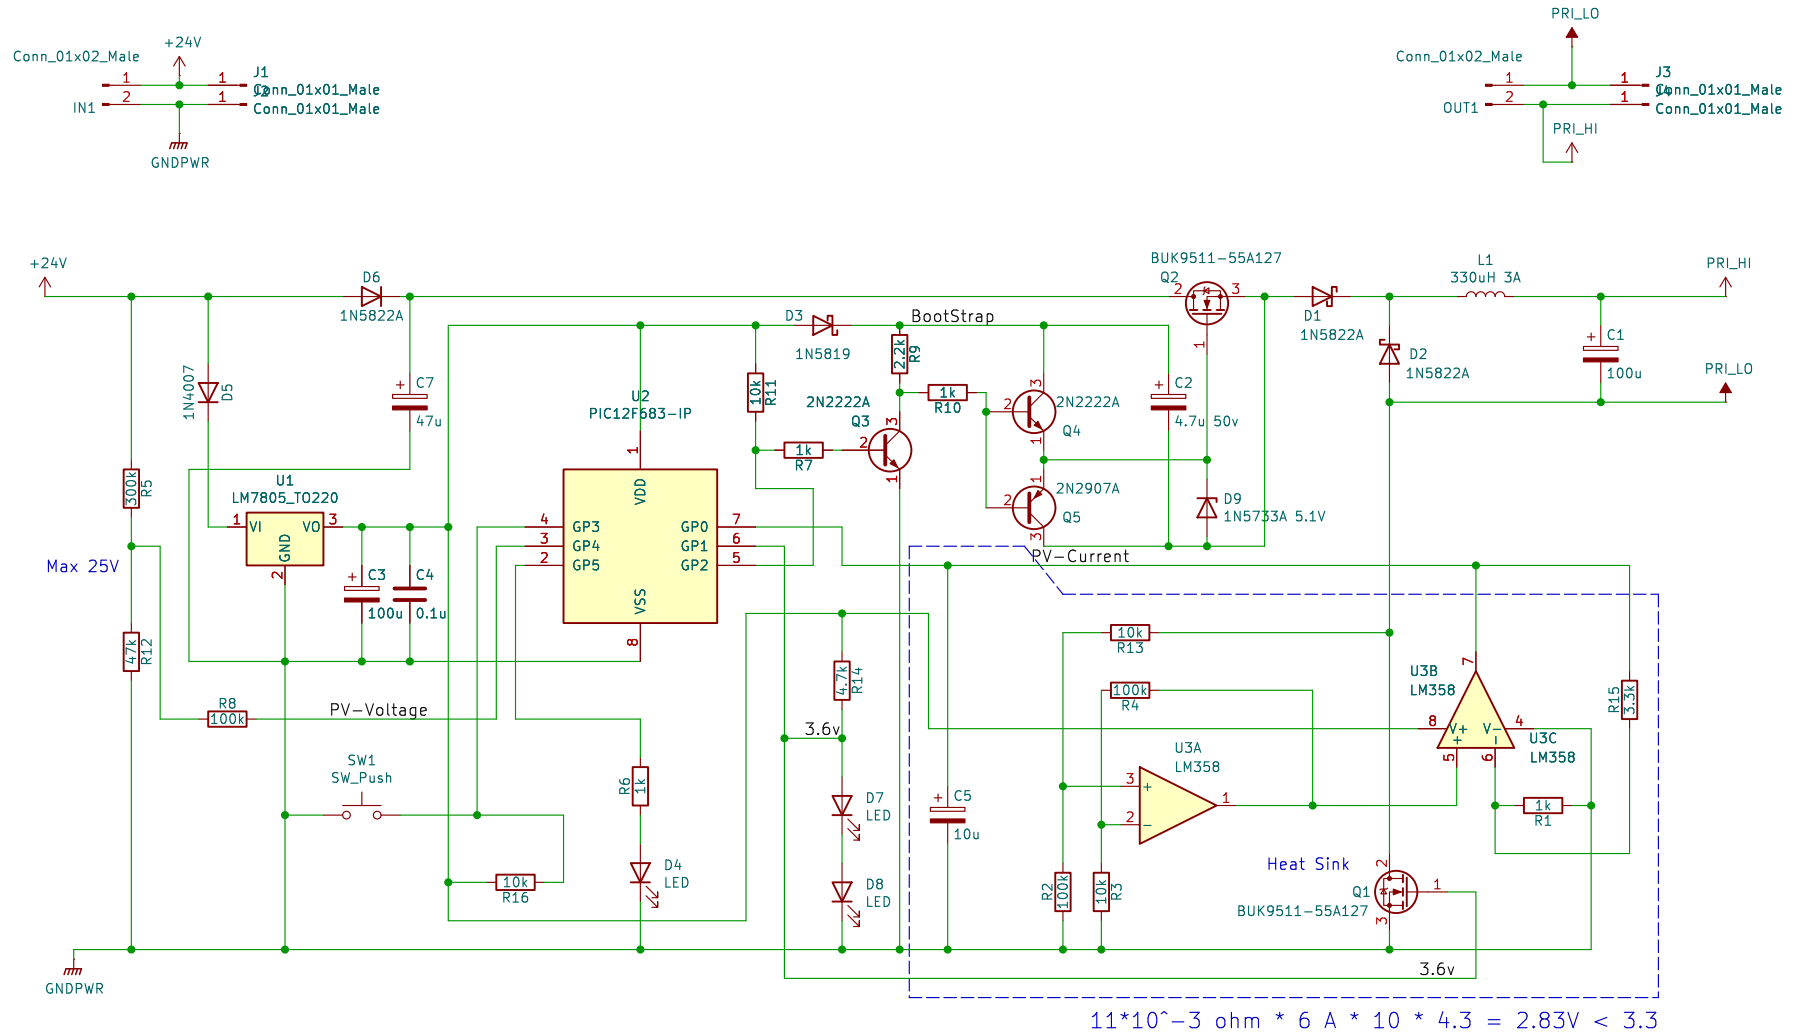 PRI_LO
+24V
Conn_01x02_Male
1
1
J1
J2
Conn_01x01_Male
IN1
2
1
Conn_01x01_Male
GNDPWR
Conn_01x02_Male
1
1
J3
J4
Conn_01x01_Male
OUT1
2
1
Conn_01x01_Male
PRI_HI
+24V
D6
1N5822A
BUK9511-55A127
Q2
2
3
1
L1
330uH 3A
PRI_HI
D3
1N5819
BootStrap
D1
1N5822A
D2
1N5822A
C1
100u
PRI_LO
1N4007
D5
C7
47u
U2
PIC12F683-IP
10k
R11
2.2k
R9
1k
R10
2N2222A
Q3
3
2
1
1k
R7
3
2
1
2N2222A
Q4
C2
4.7u 50v
1
2
3
2N2907A
Q5
D9
1N5733A 5.1V
300k
R5
U1
LM7805_TO220
1
VI
VO
3
GND
2
1
VDD
4
GP3
GP0
7
3
GP4
GP1
6
2
GP5
GP2
5
VSS
8
Max 25V
C3
100u
C4
0.1u
PV-Current
47k
R12
R8
100k
PV-Voltage
4.7k
R14
3.6v
10k
R13
100k
R4
U3B
LM358
7
8
V+
V-
4
+
-
5
6
U3C
LM358
R15
3.3k
SW1
SW_Push
R6
1k
D7
LED
C5
10u
U3A
LM358
3
+
2
-
1
1k
R1
D4
LED
D8
LED
10k
R16
R2
100k
10k
R3
Heat Sink
2
Q1
1
BUK9511-55A127
3
3.6v
GNDPWR
11*10^-3 ohm * 6 A * 10 * 4.3 = 2.83V < 3.3